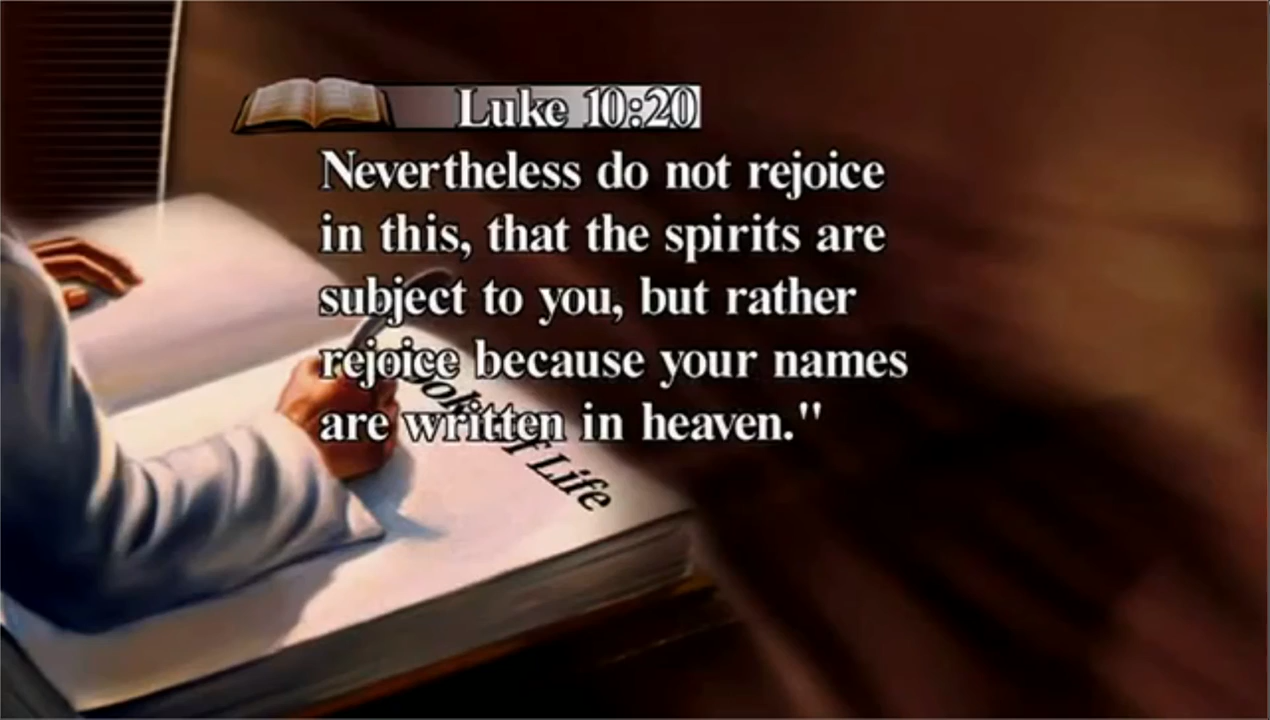 Luke 10:20
Nevertheless do not rejoice
in this, that the spirits are
subject to you, but rather
rejoice because your names
are written in heaven."
of Life